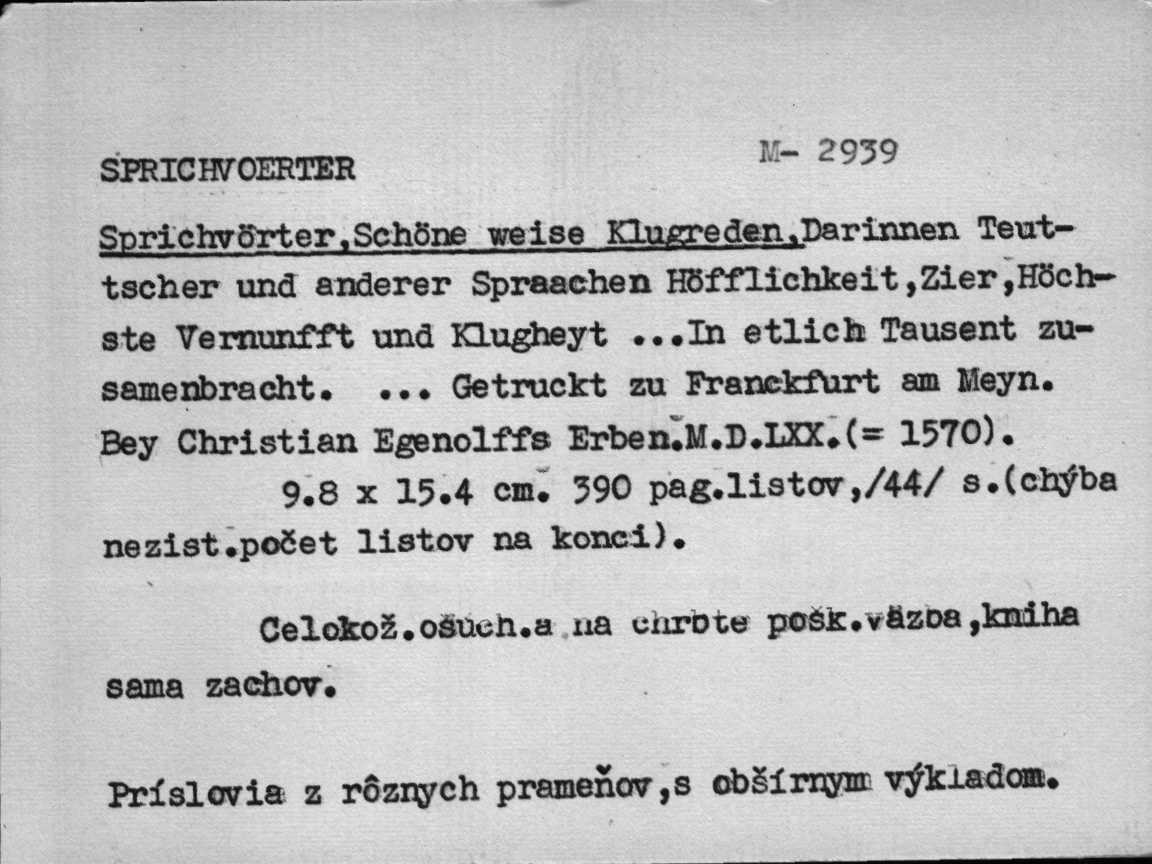 M- 2939
SPRICHVOERTER
Sprichvörter,Schöne weise Klugreden,Darinnen Teut-
tscher und anderer Spraachen Höfflichkeit,Zier,Höch-
ste Vernunfft und Klugheyt ...In etlich Tausent zu-
samenbracht. ... Getruckt zu Franckfurt am Meyn.
Bey Christian Egenolffs Erben.M.D.LXX.(= 1570).
9.8 x 15.4 cm. 390 pag.listov,/44/ s.(chýba
nezist.počet listov na konci).
Celokož.ošuch.a na chrbte pošk.väzba,kniha
sama zachov.
Príslovia z rôznych prameňov,s obšírnym výkladom.